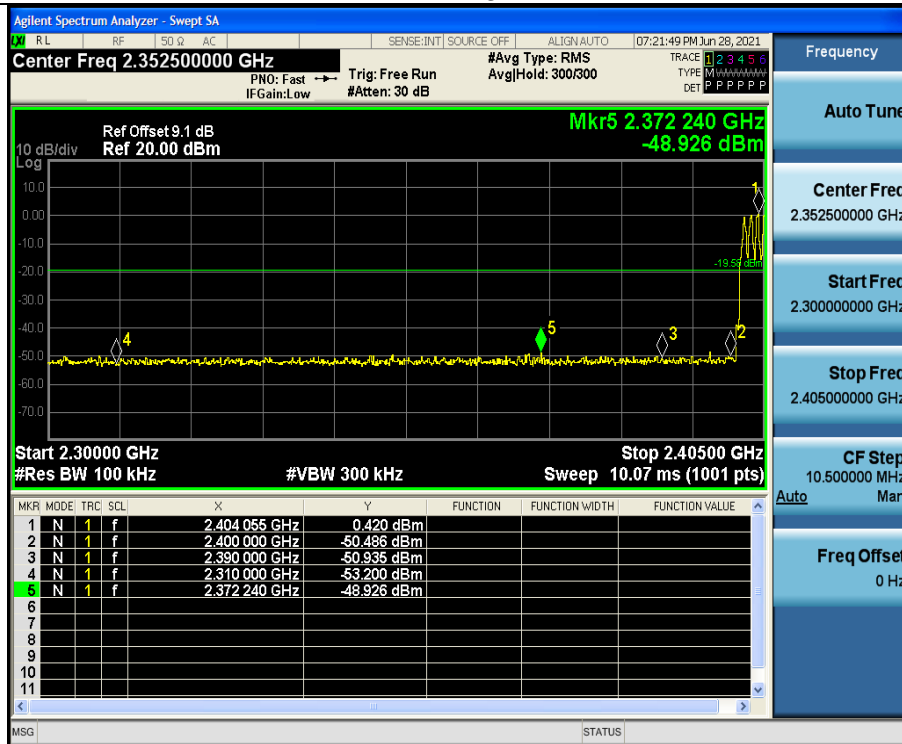 Agilent Spectrum Analyzer - Swept SA
LXI RL RF 50 Ω AC SENSE:INT SOURCE OFF ALIGN AUTO 07:21:49 PM Jun 28, 2021
Center Freq 2.352500000 GHz
#Avg Type: RMS
TRACE 1 2 3 4 5 6
PNO: Fast Trig: Free Run Avg|Hold: 300/300
TYPE M
IFGain:Low #Atten: 30 dB
DET P P P P P P
Mkr5 2.372 240 GHz
-48.926 dBm
Ref Offset 9.1 dB
10 dB/div Ref 20.00 dBm
Log
10.0
0.00
-10.0
-20.0
-30.0
-40.0
-50.0
-60.0
-70.0
1
4
5
3
2
Start 2.30000 GHz Stop 2.40500 GHz
#Res BW 100 kHz #VBW 300 kHz Sweep 10.07 ms (1001 pts)
MKR MODE TRC SCL X Y FUNCTION FUNCTION WIDTH FUNCTION VALUE
1 N 1 f 2.404 055 GHz 0.420 dBm
2 N 1 f 2.400 000 GHz -50.486 dBm
3 N 1 f 2.390 000 GHz -50.935 dBm
4 N 1 f 2.310 000 GHz -53.200 dBm
5 N 1 f 2.372 240 GHz -48.926 dBm
6
7
8
9
10
11
MSG STATUS
Frequency
Auto Tune
Center Freq
2.352500000 GHz
Start Freq
2.300000000 GHz
Stop Freq
2.405000000 GHz
CF Step
10.500000 MHz
Auto Man
Freq Offset
0 Hz